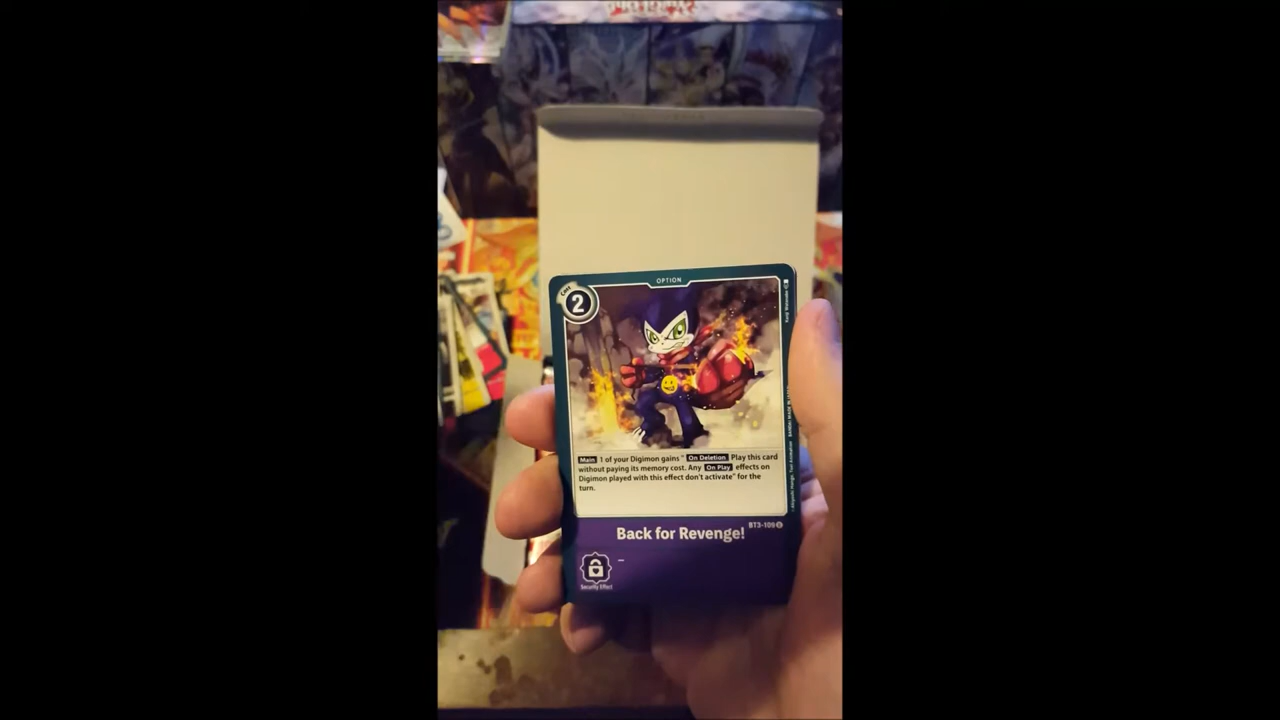 OPTION
Cost
2
Main 1 of your Digimon gains " On Deletion Play this card
without paying its memory cost. Any On Play effects on
Digimon played with this effect don't activate" for the
turn.
BT3-109 U
Back for Revenge!
–
Security Effect